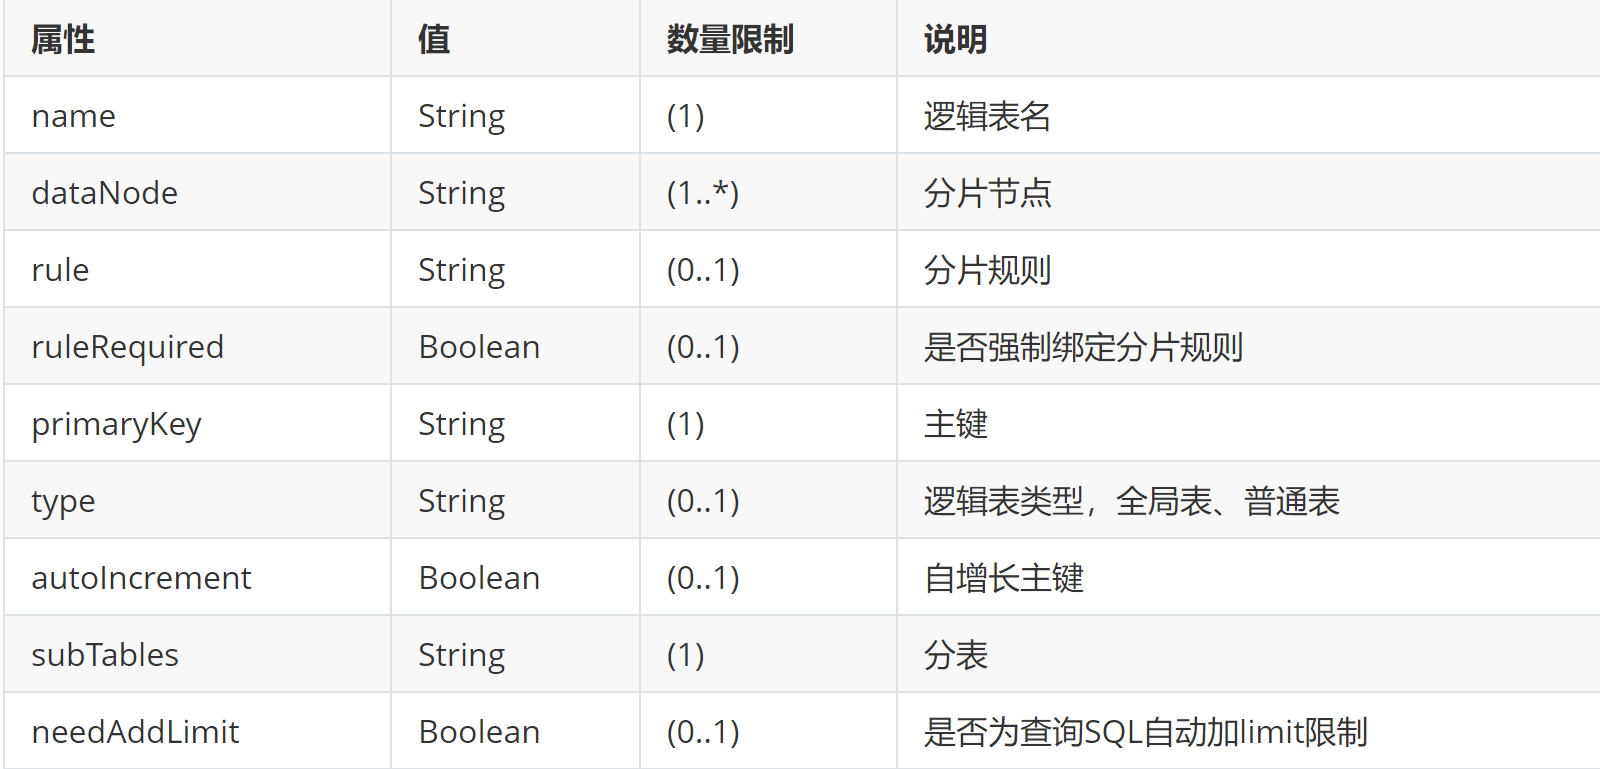 属性 值 数量限制 说明
name String (1) 逻辑表名
dataNode String (1..*) 分片节点
rule String (0..1) 分片规则
ruleRequired Boolean (0..1) 是否强制绑定分片规则
primaryKey String (1) 主键
type String (0..1) 逻辑表类型，全局表、普通表
autoIncrement Boolean (0..1) 自增长主键
subTables String (1) 分表
needAddLimit Boolean (0..1) 是否为查询SQL自动加limit限制